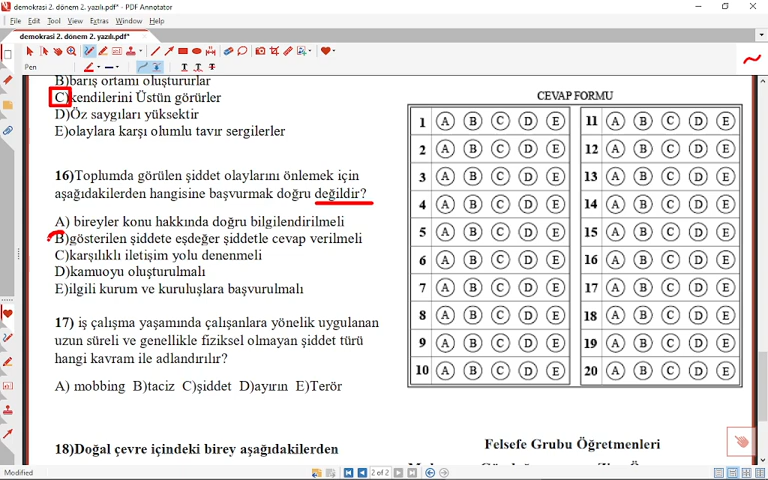 demokrasi 2. dönem 2. yazılı.pdf* - PDF Annotator
File Edit Tool View Extras Window Help
demokrasi 2. dönem 2. yazılı.pdf*
Pen
B)barış ortamı oluştururlar
C)kendilerini Üstün görürler
D)Öz saygıları yüksektir
E)olaylara karşı olumlu tavır sergilerler
16)Toplumda görülen şiddet olaylarını önlemek için
aşağıdakilerden hangisine başvurmak doğru değildir?
A) bireyler konu hakkında doğru bilgilendirilmeli
B)gösterilen şiddete eşdeğer şiddetle cevap verilmeli
C)karşılıklı iletişim yolu denenmeli
D)kamuoyu oluşturulmalı
E)ilgili kurum ve kuruluşlara başvurulmalı
17) iş çalışma yaşamında çalışanlara yönelik uygulanan
uzun süreli ve genellikle fiziksel olmayan şiddet türü
hangi kavram ile adlandırılır?
A) mobbing B)taciz C)şiddet D)ayırın E)Terör
18)Doğal çevre içindeki birey aşağıdakilerden
CEVAP FORMU
1 A B C D E 11 A B C D E
2 A B C D E 12 A B C D E
3 A B C D E 13 A B C D E
4 A B C D E 14 A B C D E
5 A B C D E 15 A B C D E
6 A B C D E 16 A B C D E
7 A B C D E 17 A B C D E
8 A B C D E 18 A B C D E
9 A B C D E 19 A B C D E
10 A B C D E 20 A B C D E
Felsefe Grubu Öğretmenleri
Modified
2 of 2